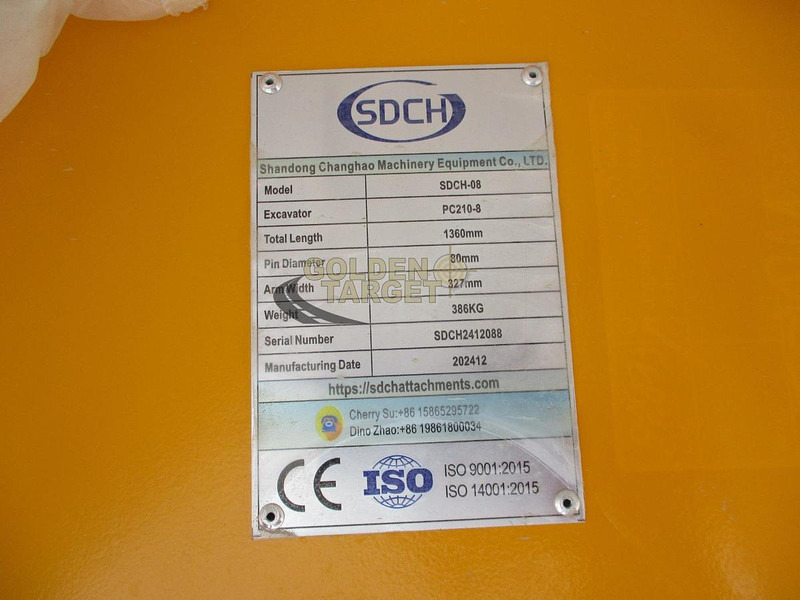 SDCH
Shandong Changhao Machinery Equipment Co., LTD.
Model SDCH-08
Excavator PC210-8
Total Length 1360mm
Pin Diameter 80mm
Arm Width 327mm
Weight 386KG
Serial Number SDCH2412088
Manufacturing Date 202412
https://sdchattachments.com
Cherry Su:+86 15865295722
Dino Zhao:+86 19861800034
CE ISO ISO 9001:2015
ISO 14001:2015
GOLDEN
TARGET